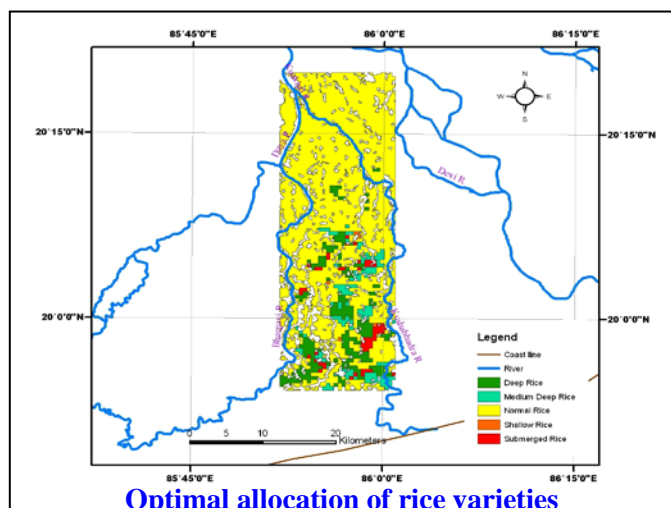 85°45'0"E 86°0'0"E 86°15'0"E
N
W E
S
20°15'0"N 20°15'0"N
Devi R
20°0'0"N 20°0'0"N
Bhargavi R
Legend
Coast line
River
Deep Rice
Medium Deep Rice
Normal Rice
Shallow Rice
Submerged Rice
0 5 10 20
Kilometers
85°45'0"E 86°0'0"E 86°15'0"E
Optimal allocation of rice varieties